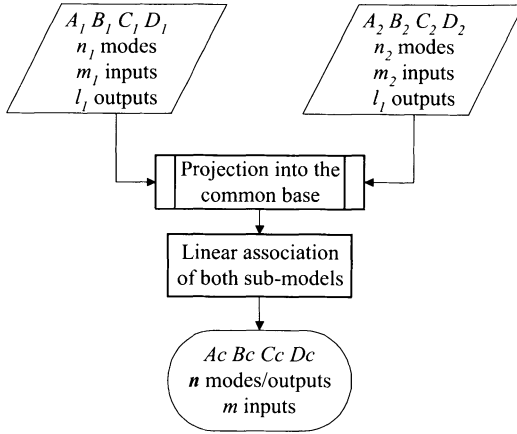 A1 B1 C1 D1
n1 modes
m1 inputs
l1 outputs
A2 B2 C2 D2
n2 modes
m2 inputs
l1 outputs
Projection into the
common base
Linear association
of both sub-models
Ac Bc Cc Dc
n modes/outputs
m inputs